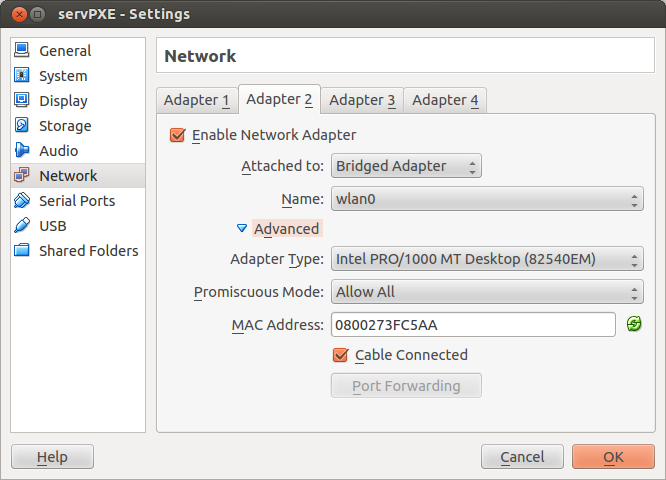 servPXE - Settings
General
System
Display
Storage
Audio
Network
Serial Ports
USB
Shared Folders
Network
Adapter 1 Adapter 2 Adapter 3 Adapter 4
Enable Network Adapter
Attached to: Bridged Adapter
Name: wlan0
Advanced
Adapter Type: Intel PRO/1000 MT Desktop (82540EM)
Promiscuous Mode: Allow All
MAC Address: 0800273FC5AA
Cable Connected
Port Forwarding
Help Cancel OK